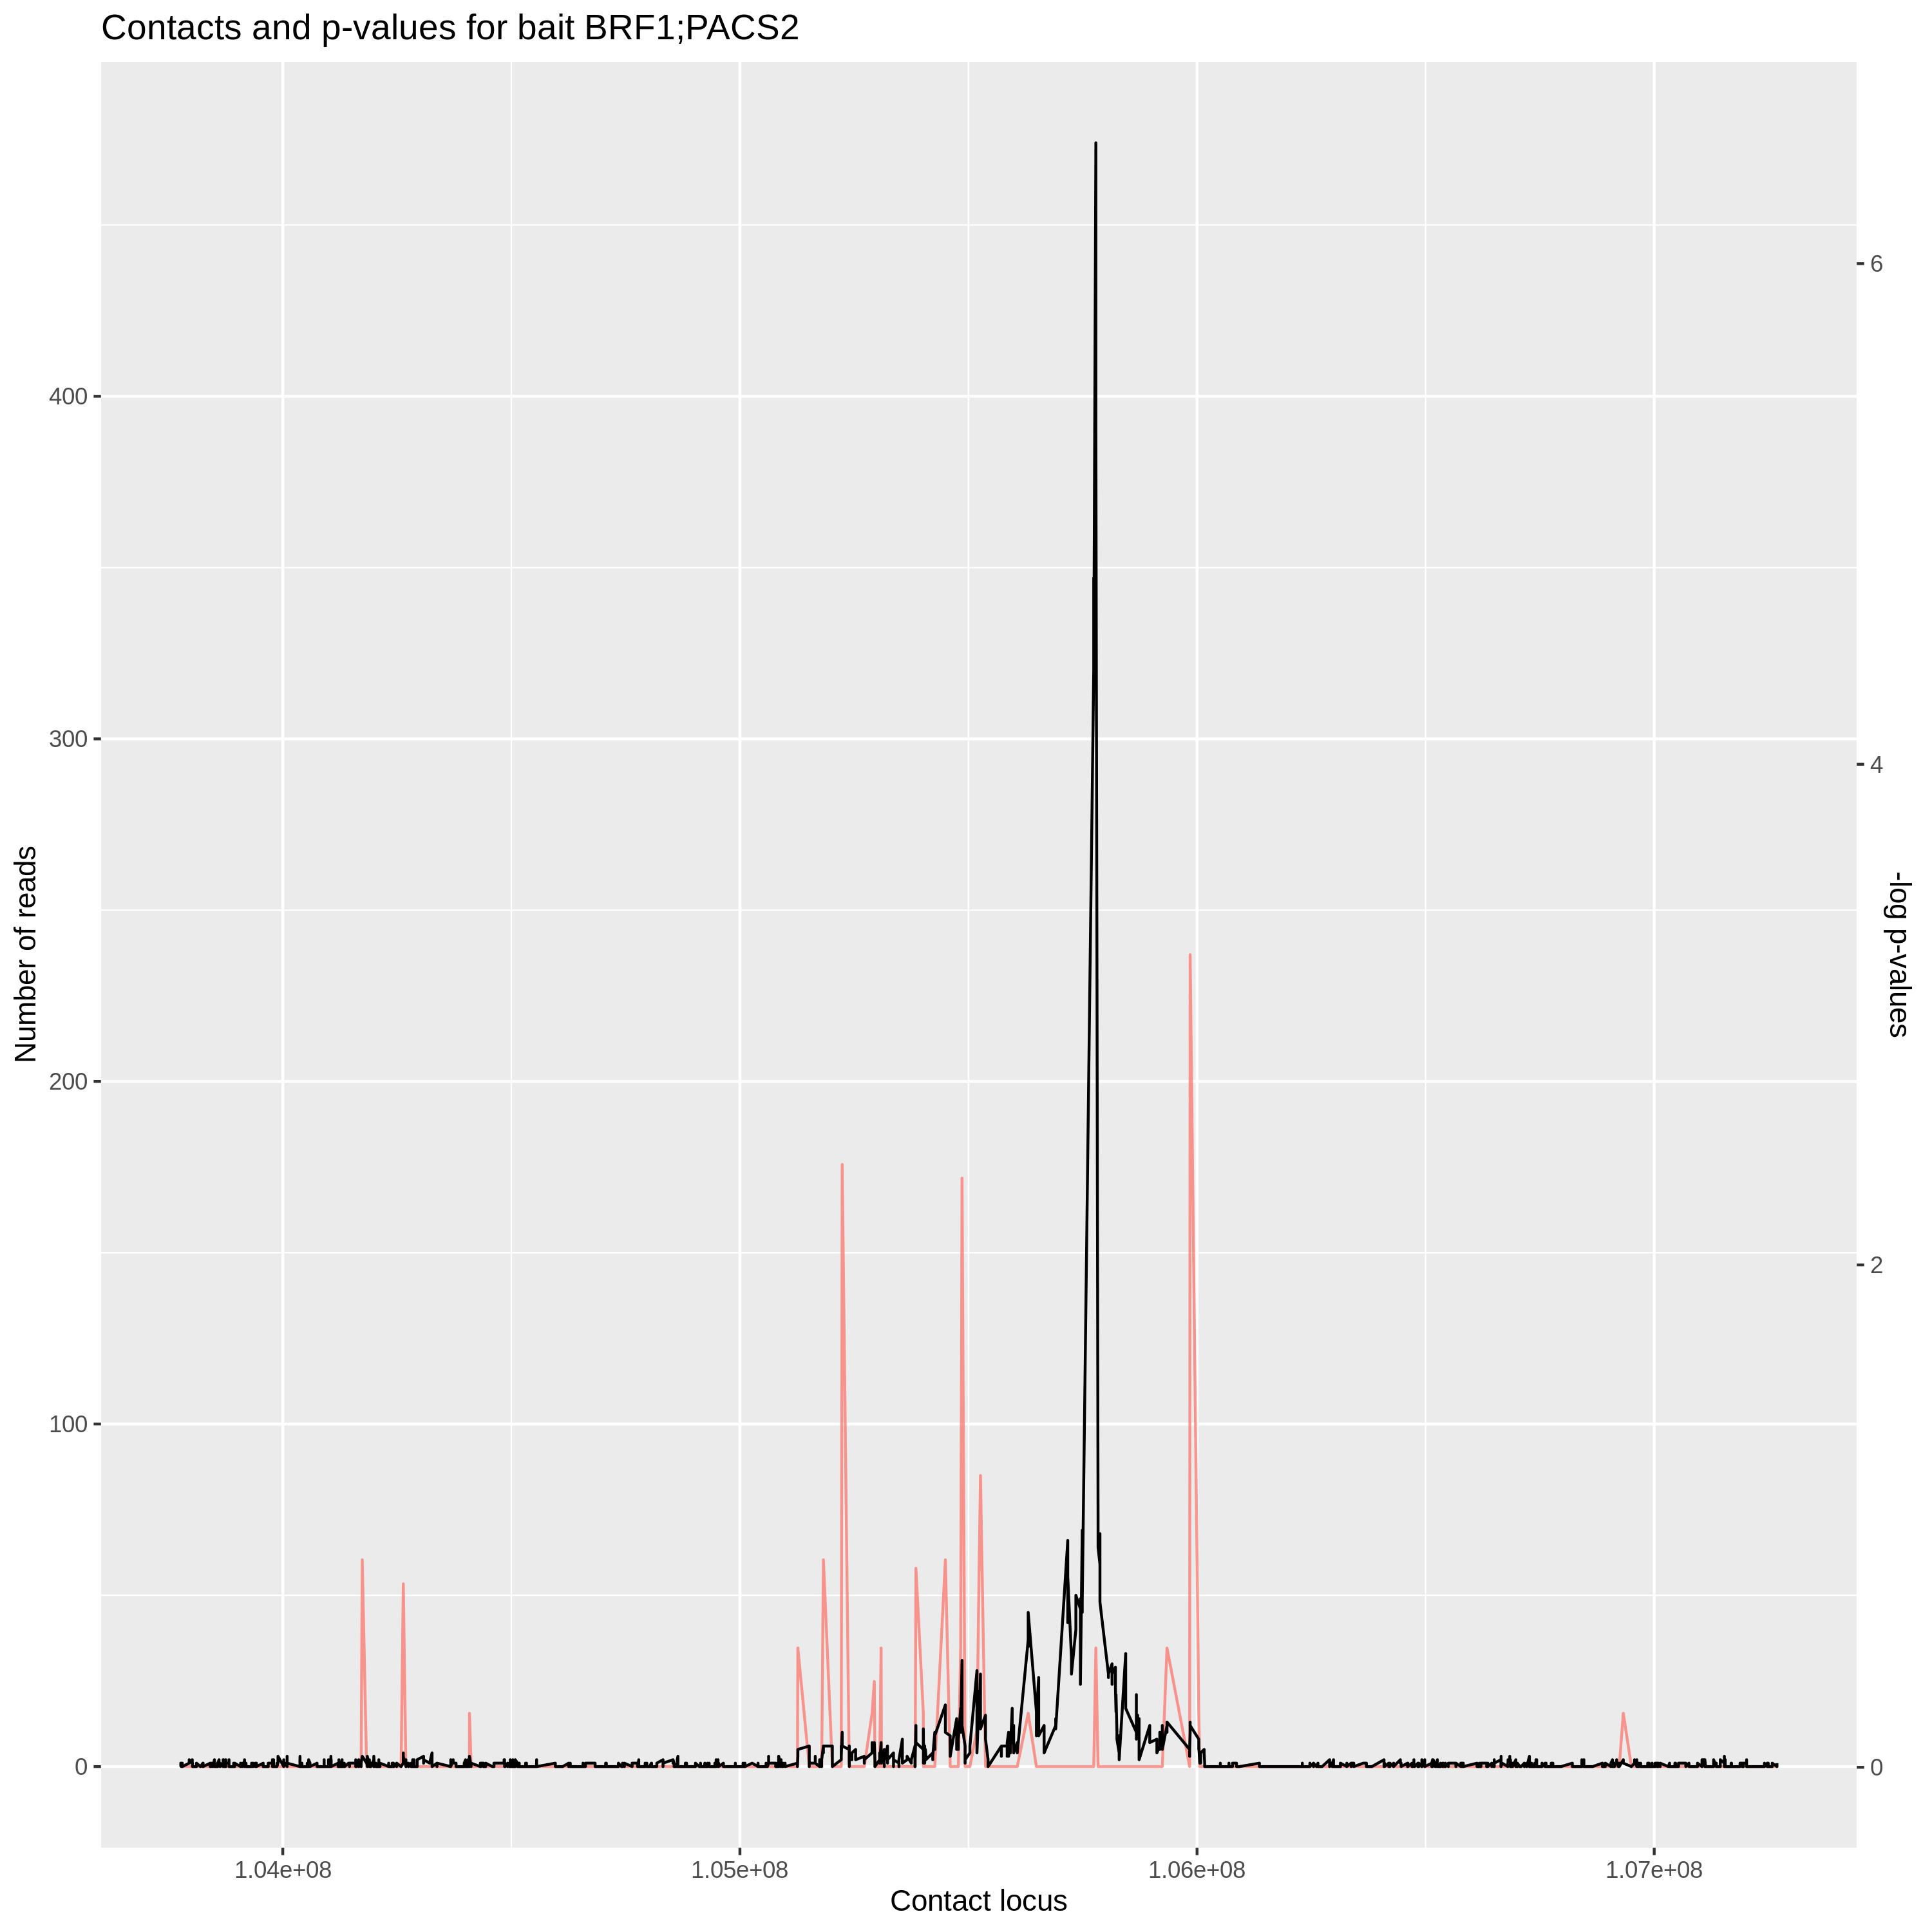 Contacts and p-values for bait BRF1;PACS2
400
300
200
100
0
Number of reads
6
4
2
0
-log p-values
1.04e+08
1.05e+08
1.06e+08
1.07e+08
Contact locus